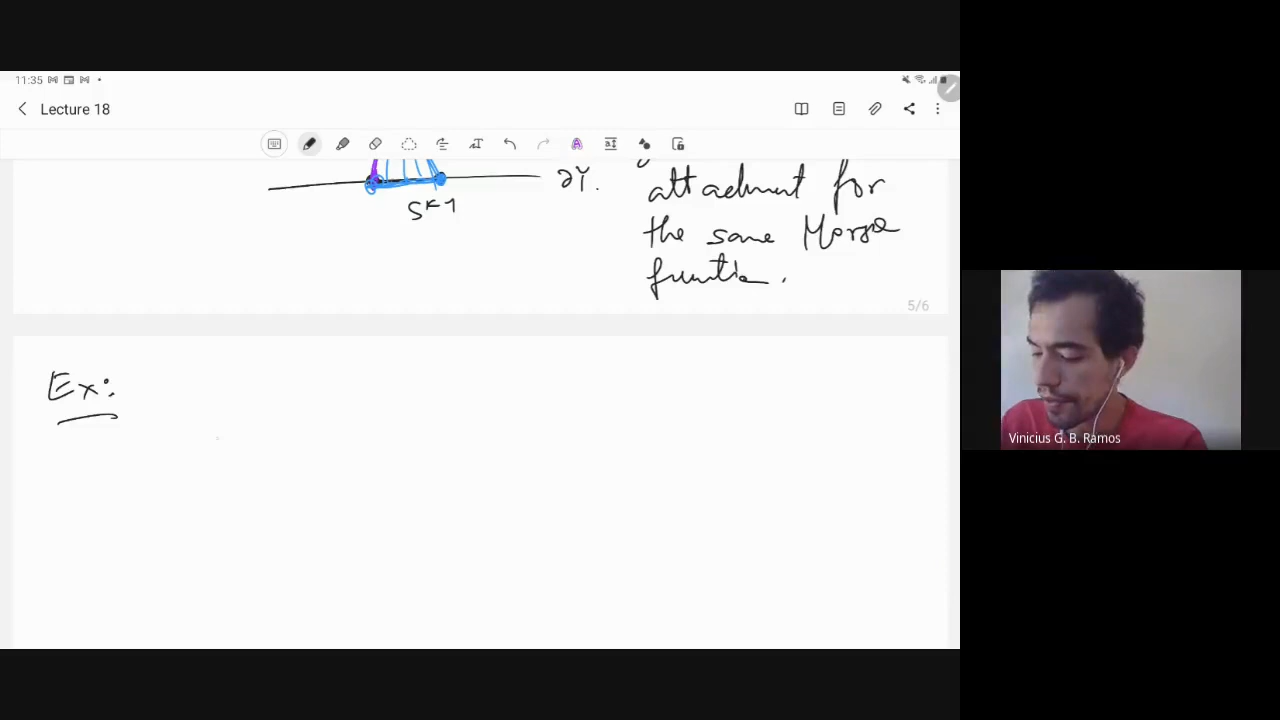 11:35
Lecture 18
∂Y.
S^k-1
attachment for
the same Morse
function.
5/6
Ex:
Vinicius G. B. Ramos